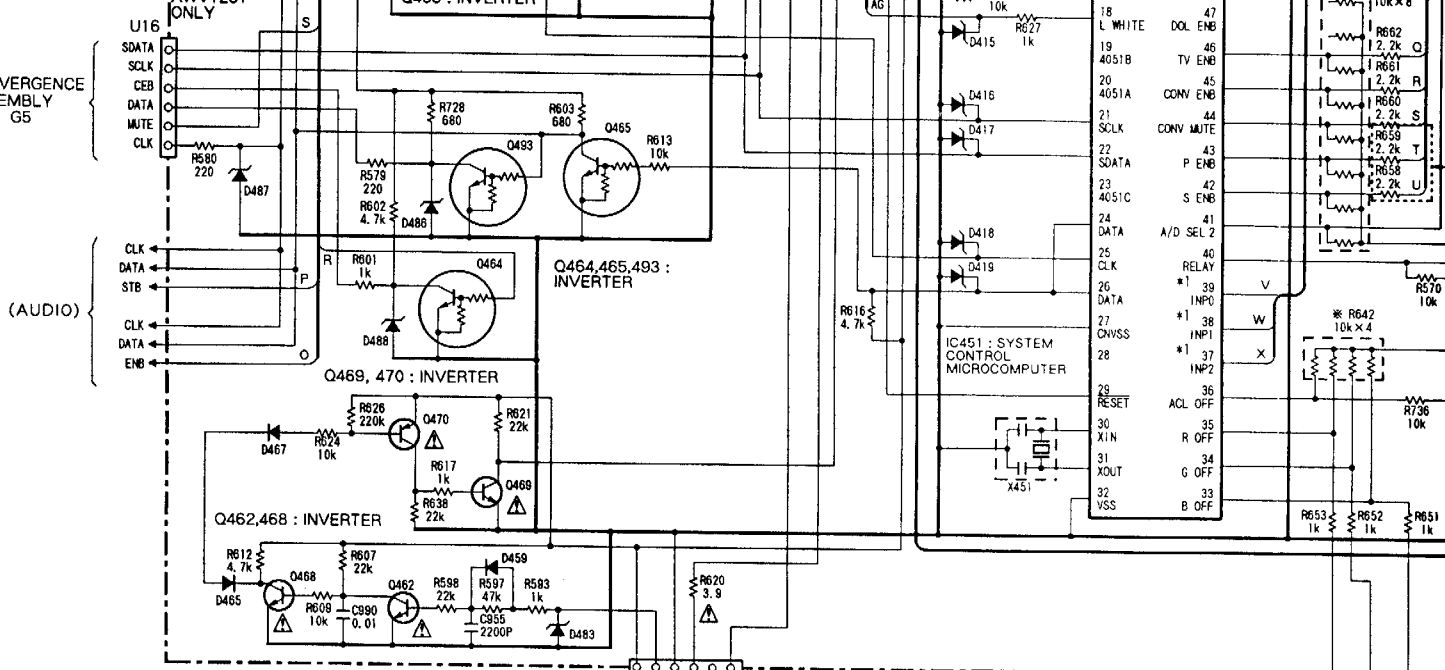 ONLY
U16
SDATA
SCLK
CEB
DATA
MUTE
CLK
VERGENCE
EMBLY
G5
R580
220
D487
S
CLK
DATA
STB
CLK
DATA
ENB
(AUDIO)
P
O
R
R728
680
R603
680
Q465
R613
10k
Q493
R579
220
R602
4.7k
D486
R601
1k
Q464
D488
Q464,465,493 :
INVERTER
Q469, 470 : INVERTER
R626
220k
Q470
R621
22k
D467
R624
10k
R617
1k
R638
22k
Q469
Q462,468 : INVERTER
R612
4.7k
R607
22k
D459
Q468
Q462
R598
22k
R597
47k
R593
1k
D465
R609
10k
C990
0.01
C955
2200P
D483
R620
3.9
R616
4.7k
AG
10k
R627
1k
D415
D416
D417
D418
D419
IC451 : SYSTEM
CONTROL
MICROCOMPUTER
X451
18
L WHITE
19
4051B
20
4051A
21
SCLK
22
SDATA
23
4051C
24
DATA
25
CLK
26
DATA
27
CNVSS
28
29
RESET
30
XIN
31
XOUT
32
VSS
47
DOL ENB
46
TV ENB
45
CONV ENB
44
CONV MUTE
43
P ENB
42
S ENB
41
A/D SEL 2
40
RELAY
*1 39
INP0
*1 38
INP1
*1 37
INP2
36
ACL OFF
35
R OFF
34
G OFF
33
B OFF
V
W
X
10k×8
R662
2.2k
Q
R661
2.2k
R
R660
2.2k
S
R659
2.2k
T
R658
2.2k
U
R570
10k
※ R642
10k×4
R736
10k
R653
1k
R652
1k
R651
1k